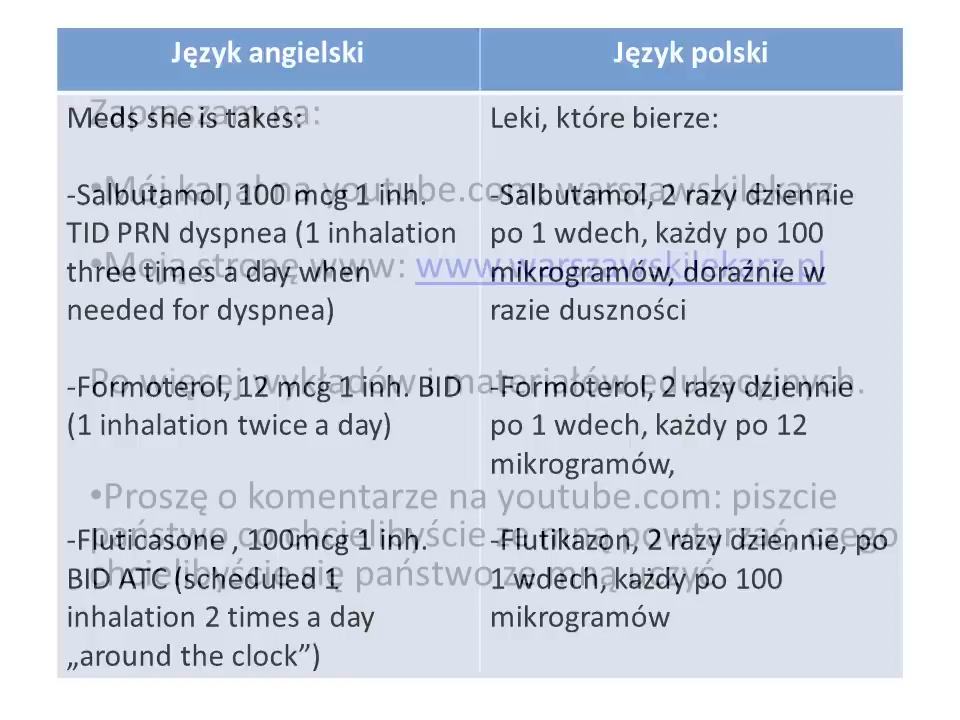 Język angielski
Język polski
Meds she is takes:
-Salbutamol, 100 mcg 1 inh.
TID PRN dyspnea (1 inhalation
three times a day when
needed for dyspnea)
-Formoterol, 12 mcg 1 inh. BID
(1 inhalation twice a day)
-Fluticasone , 100mcg 1 inh.
BID ATC (scheduled 1
inhalation 2 times a day
„around the clock”)
Leki, które bierze:
-Salbutamol, 2 razy dziennie
po 1 wdech, każdy po 100
mikrogramów, doraźnie w
razie duszności
-Formoterol, 2 razy dziennie
po 1 wdech, każdy po 12
mikrogramów,
-Flutikazon, 2 razy dziennie, po
1 wdech, każdy po 100
mikrogramów
Zapraszam na:
•Mój kanał na youtube.com: warszawskilekarz
•Moją stronę www: www.warszawskilekarz.pl
Po więcej wykładów i materiałów edukacyjnych.
•Proszę o komentarze na youtube.com: piszcie
państwo co chcielibyście ze mną powtarzać, czego
chcielibyście się państwo ze mną uczyć